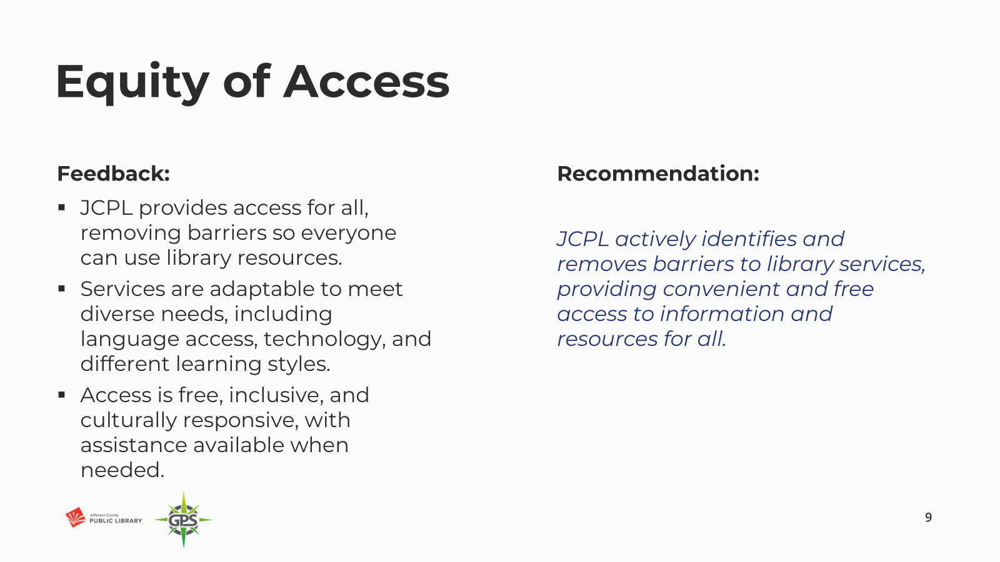 Equity of Access
Feedback:
▪ JCPL provides access for all,
removing barriers so everyone
can use library resources.
▪ Services are adaptable to meet
diverse needs, including
language access, technology, and
different learning styles.
▪ Access is free, inclusive, and
culturally responsive, with
assistance available when
needed.
Recommendation:
JCPL actively identifies and
removes barriers to library services,
providing convenient and free
access to information and
resources for all.
Jefferson County
PUBLIC LIBRARY
GPS
9